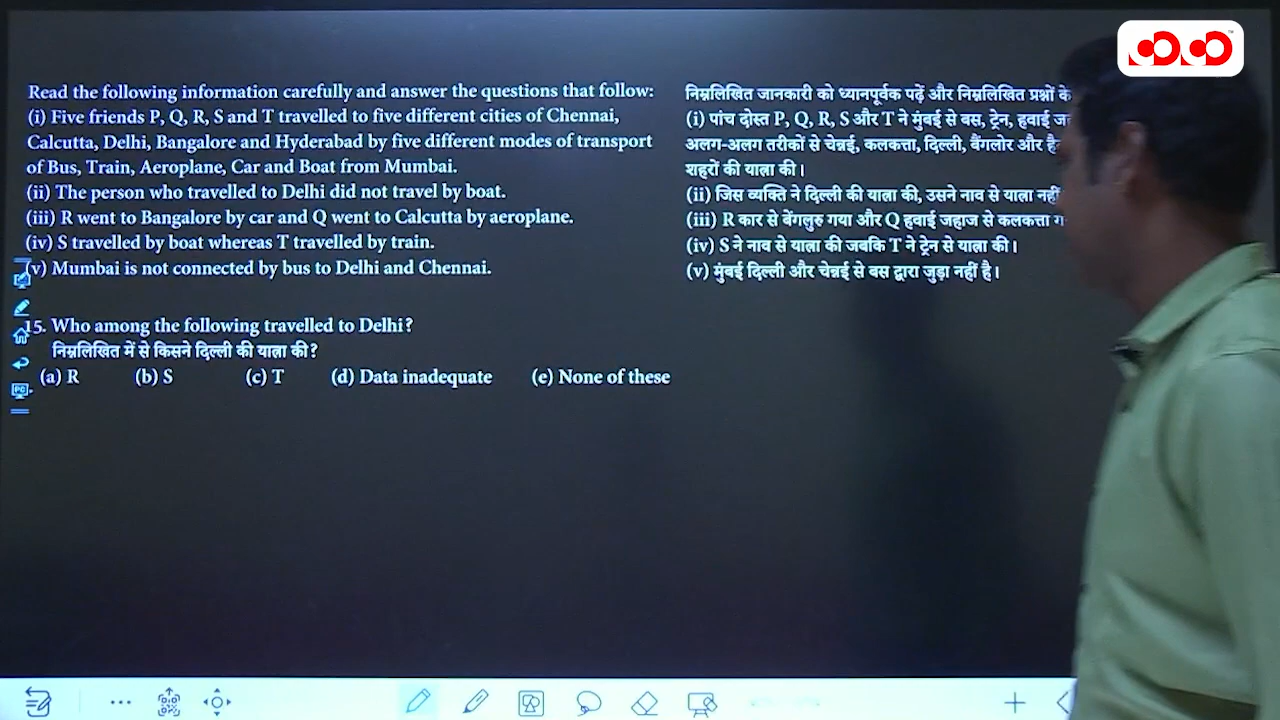 Read the following information carefully and answer the questions that follow:
(i) Five friends P, Q, R, S and T travelled to five different cities of Chennai,
Calcutta, Delhi, Bangalore and Hyderabad by five different modes of transport
of Bus, Train, Aeroplane, Car and Boat from Mumbai.
(ii) The person who travelled to Delhi did not travel by boat.
(iii) R went to Bangalore by car and Q went to Calcutta by aeroplane.
(iv) S travelled by boat whereas T travelled by train.
(v) Mumbai is not connected by bus to Delhi and Chennai.
15. Who among the following travelled to Delhi?
निम्नलिखित में से किसने दिल्ली की यात्रा की?
(a) R (b) S (c) T (d) Data inadequate (e) None of these
निम्नलिखित जानकारी को ध्यानपूर्वक पढ़ें और निम्नलिखित प्रश्नों के
(i) पांच दोस्त P, Q, R, S और T ने मुंबई से बस, ट्रेन, हवाई
अलग-अलग तरीकों से चेन्नई, कलकत्ता, दिल्ली, बैंगलोर और
शहरों की यात्रा की।
(ii) जिस व्यक्ति ने दिल्ली की यात्रा की, उसने नाव से यात्रा नहीं
(iii) R कार से बेंगलुरु गया और Q हवाई जहाज से कलकत्ता
(iv) S ने नाव से यात्रा की जबकि T ने ट्रेन से यात्रा की।
(v) मुंबई दिल्ली और चेन्नई से बस द्वारा जुड़ा नहीं है।